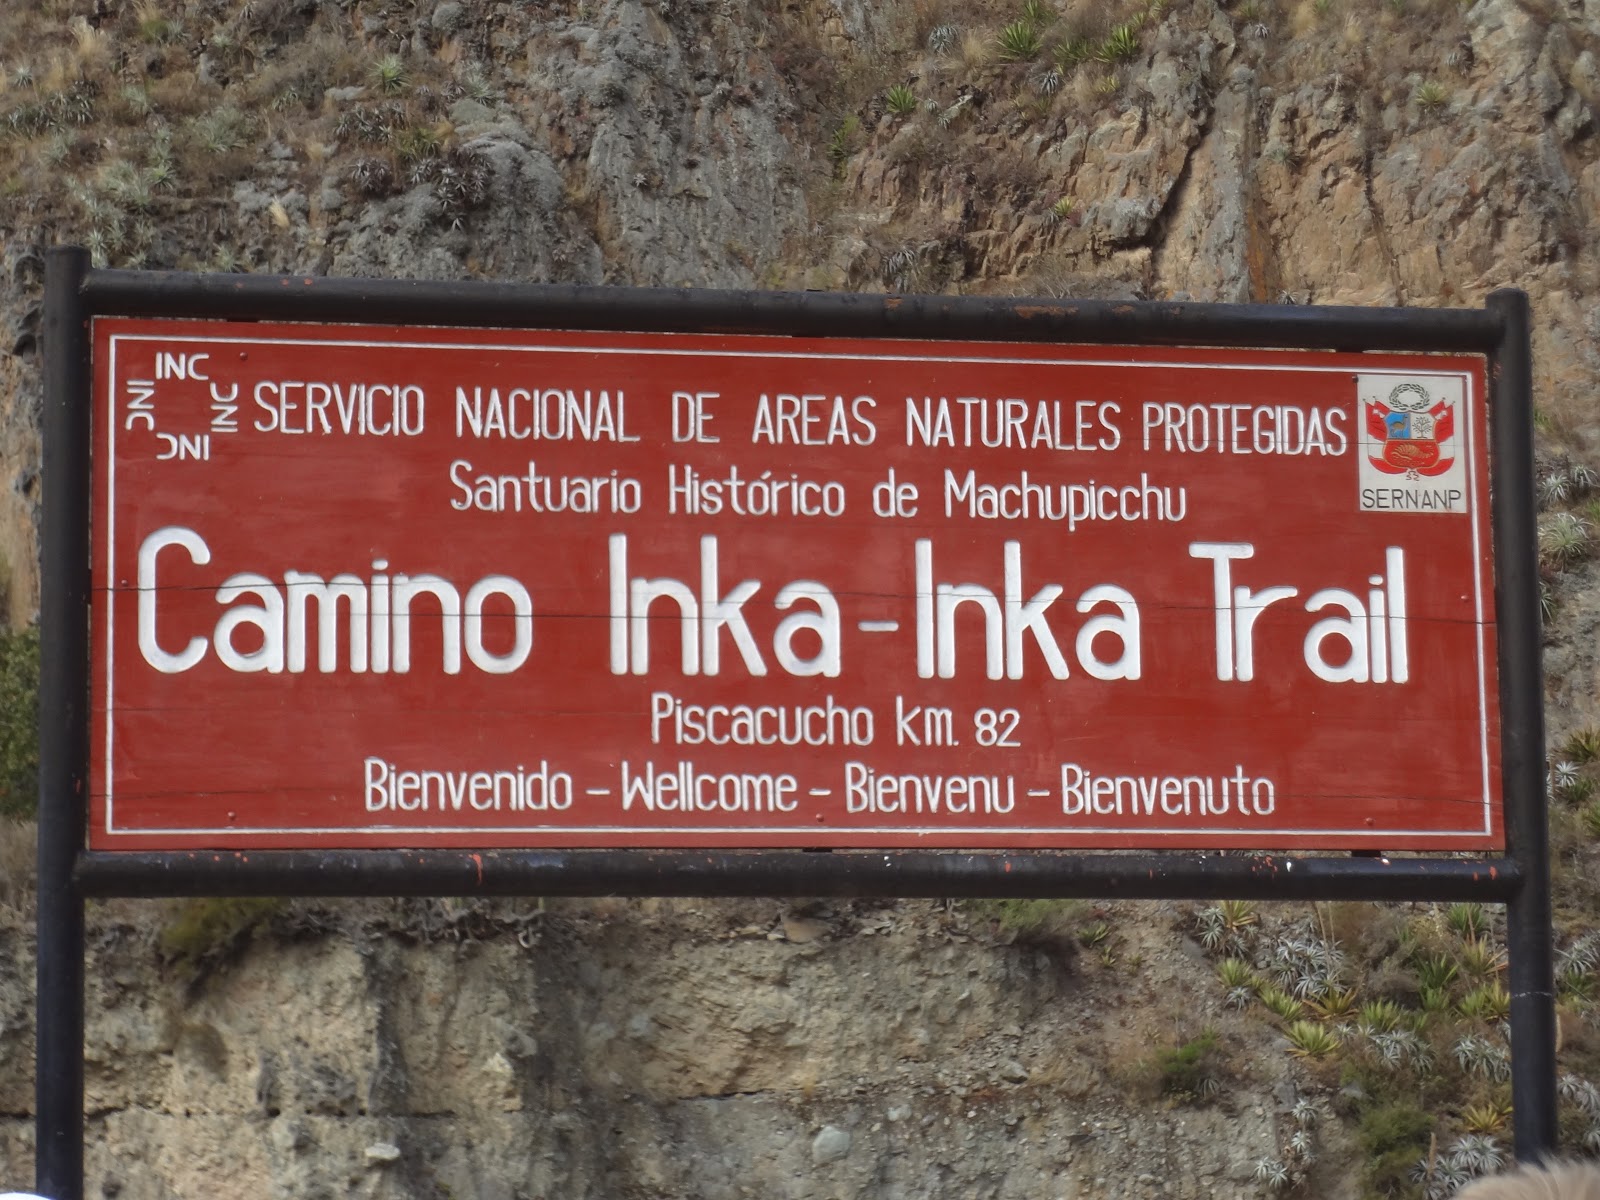 INC INC INC INC
SERVICIO NACIONAL DE AREAS NATURALES PROTEGIDAS
SERNANP
Santuario Histórico de Machupicchu
Camino Inka - Inka Trail
Piscacucho km. 82
Bienvenido - Wellcome - Bienvenu - Bienvenuto